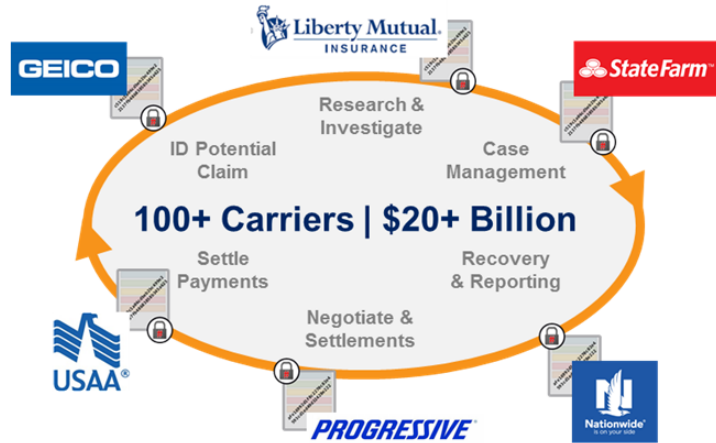 Liberty Mutual.
INSURANCE
GEICO
StateFarm™
Research &
Investigate
ID Potential
Claim
Case
Management
100+ Carriers | $20+ Billion
Settle
Payments
Recovery
& Reporting
Negotiate &
Settlements
USAA®
PROGRESSIVE
Nationwide®
is on your side